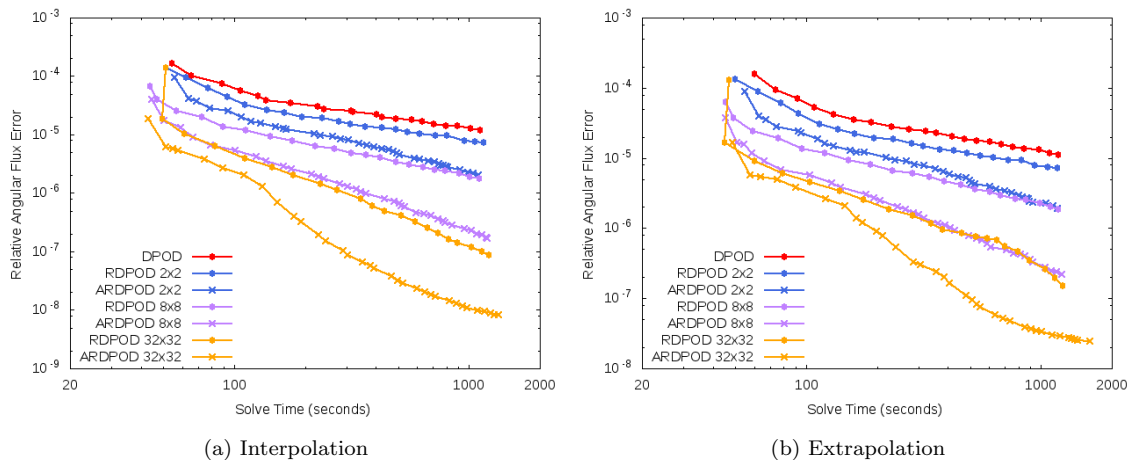 10^-3
10^-4
10^-5
10^-6
10^-7
10^-8
10^-9
Relative Angular Flux Error
DPOD
RDPOD 2x2
ARDPOD 2x2
RDPOD 8x8
ARDPOD 8x8
RDPOD 32x32
ARDPOD 32x32
20 100 1000 2000
Solve Time (seconds)
(a) Interpolation
10^-3
10^-4
10^-5
10^-6
10^-7
10^-8
Relative Angular Flux Error
DPOD
RDPOD 2x2
ARDPOD 2x2
RDPOD 8x8
ARDPOD 8x8
RDPOD 32x32
ARDPOD 32x32
20 100 1000 2000
Solve Time (seconds)
(b) Extrapolation